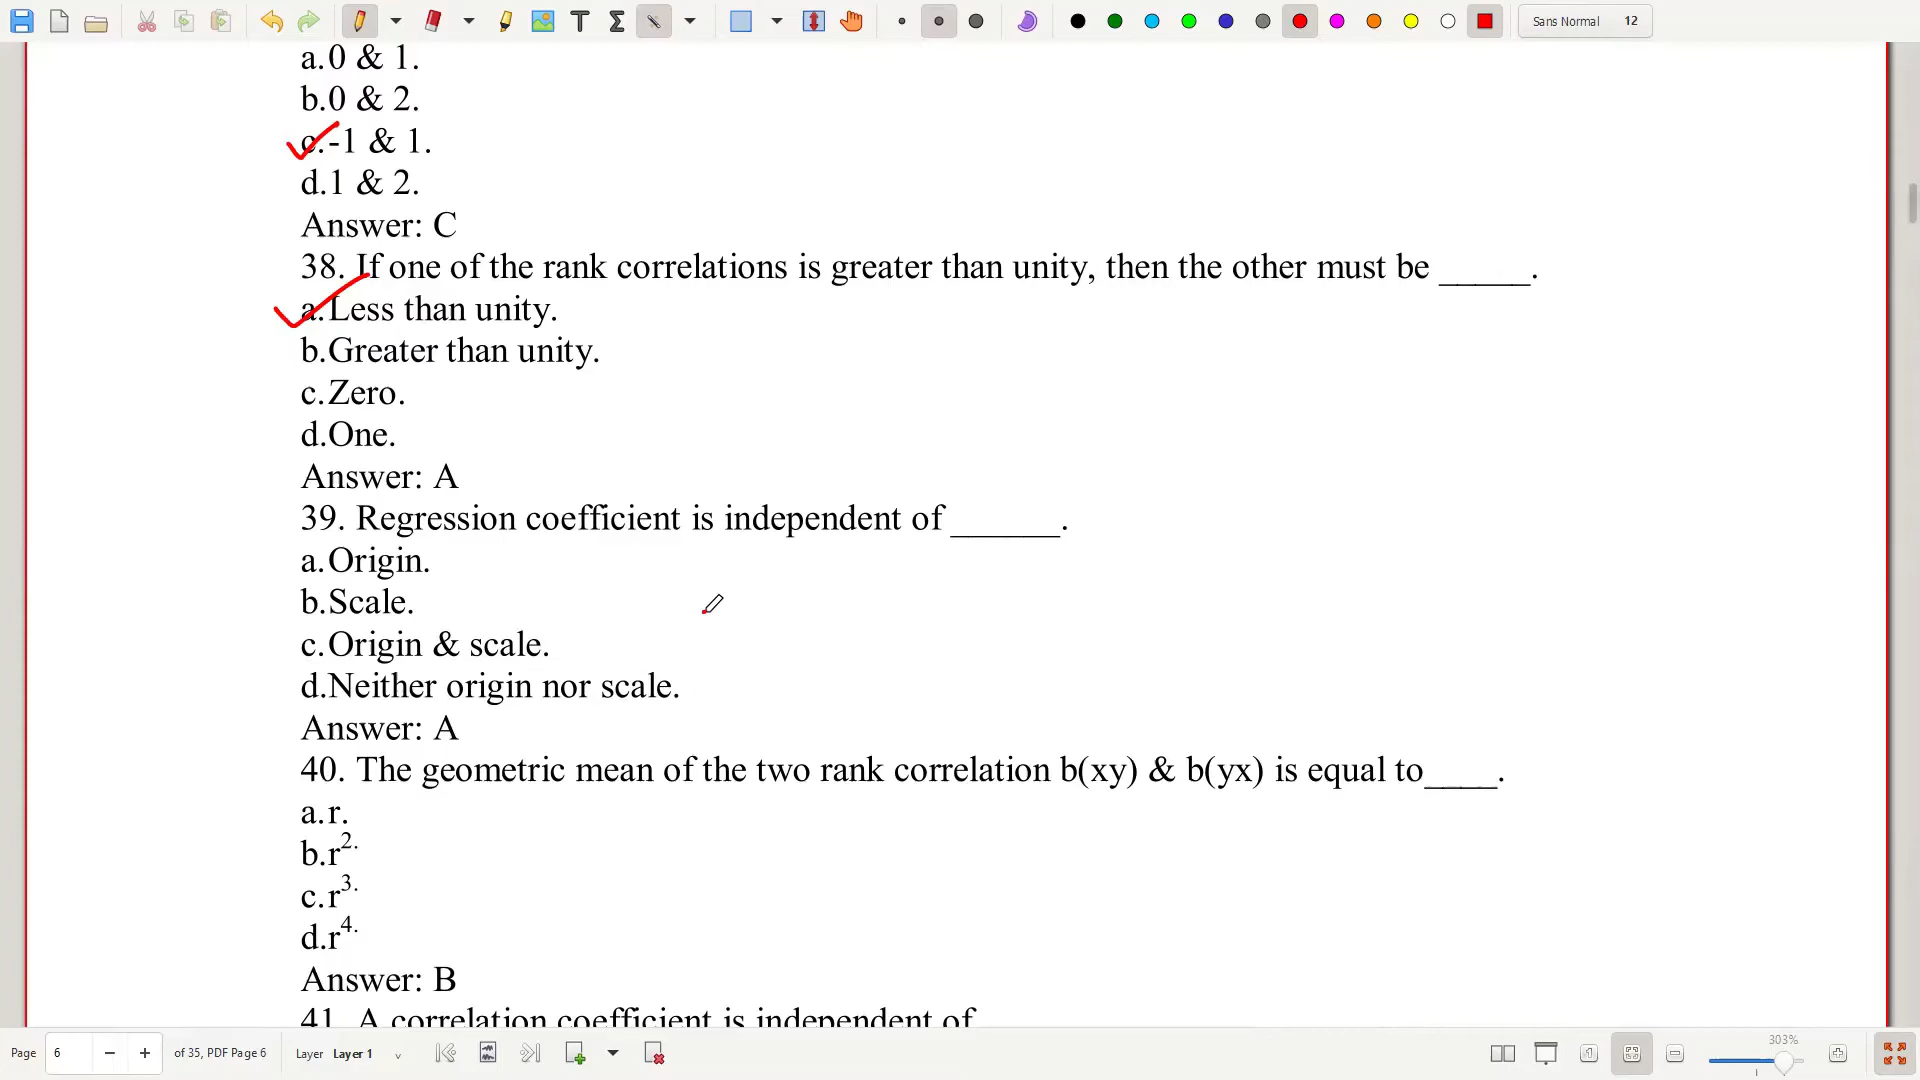 Sans Normal 12
a.0 & 1.
b.0 & 2.
c.-1 & 1.
d.1 & 2.
Answer: C
38. If one of the rank correlations is greater than unity, then the other must be _____.
a.Less than unity.
b.Greater than unity.
c.Zero.
d.One.
Answer: A
39. Regression coefficient is independent of ______.
a.Origin.
b.Scale.
c.Origin & scale.
d.Neither origin nor scale.
Answer: A
40. The geometric mean of the two rank correlation b(xy) & b(yx) is equal to____.
a.r.
b.r².
c.r³.
d.r⁴.
Answer: B
41. A correlation coefficient is independent of
Page 6 of 35, PDF Page 6 Layer Layer 1 303%